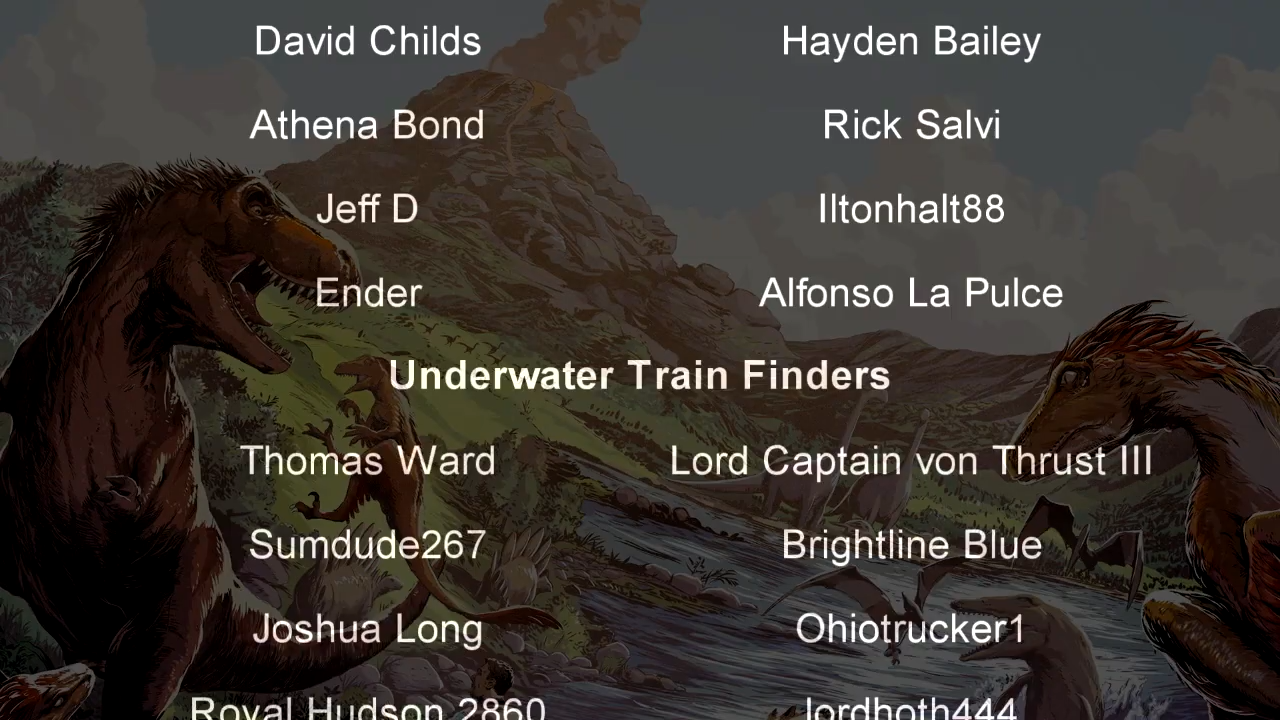 David Childs Hayden Bailey
Athena Bond Rick Salvi
Jeff D Iltonhalt88
Ender Alfonso La Pulce
Underwater Train Finders
Thomas Ward Lord Captain von Thrust III
Sumdude267 Brightline Blue
Joshua Long Ohiotrucker1
Royal Hudson 2860 lordhoth444